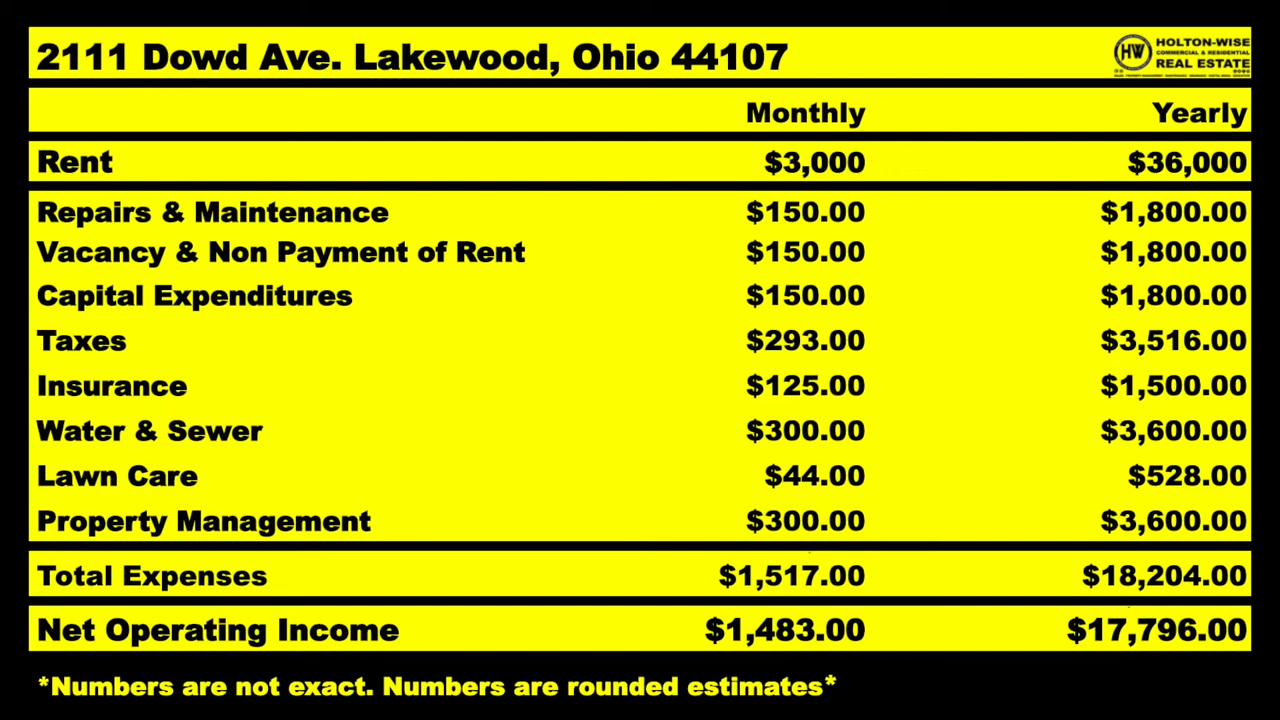 2111 Dowd Ave. Lakewood, Ohio 44107
HOLTON-WISE
COMMERCIAL & RESIDENTIAL
HW
REAL ESTATE
Monthly Yearly
Rent $3,000 $36,000
Repairs & Maintenance $150.00 $1,800.00
Vacancy & Non Payment of Rent $150.00 $1,800.00
Capital Expenditures $150.00 $1,800.00
Taxes $293.00 $3,516.00
Insurance $125.00 $1,500.00
Water & Sewer $300.00 $3,600.00
Lawn Care $44.00 $528.00
Property Management $300.00 $3,600.00
Total Expenses $1,517.00 $18,204.00
Net Operating Income $1,483.00 $17,796.00
*Numbers are not exact. Numbers are rounded estimates*